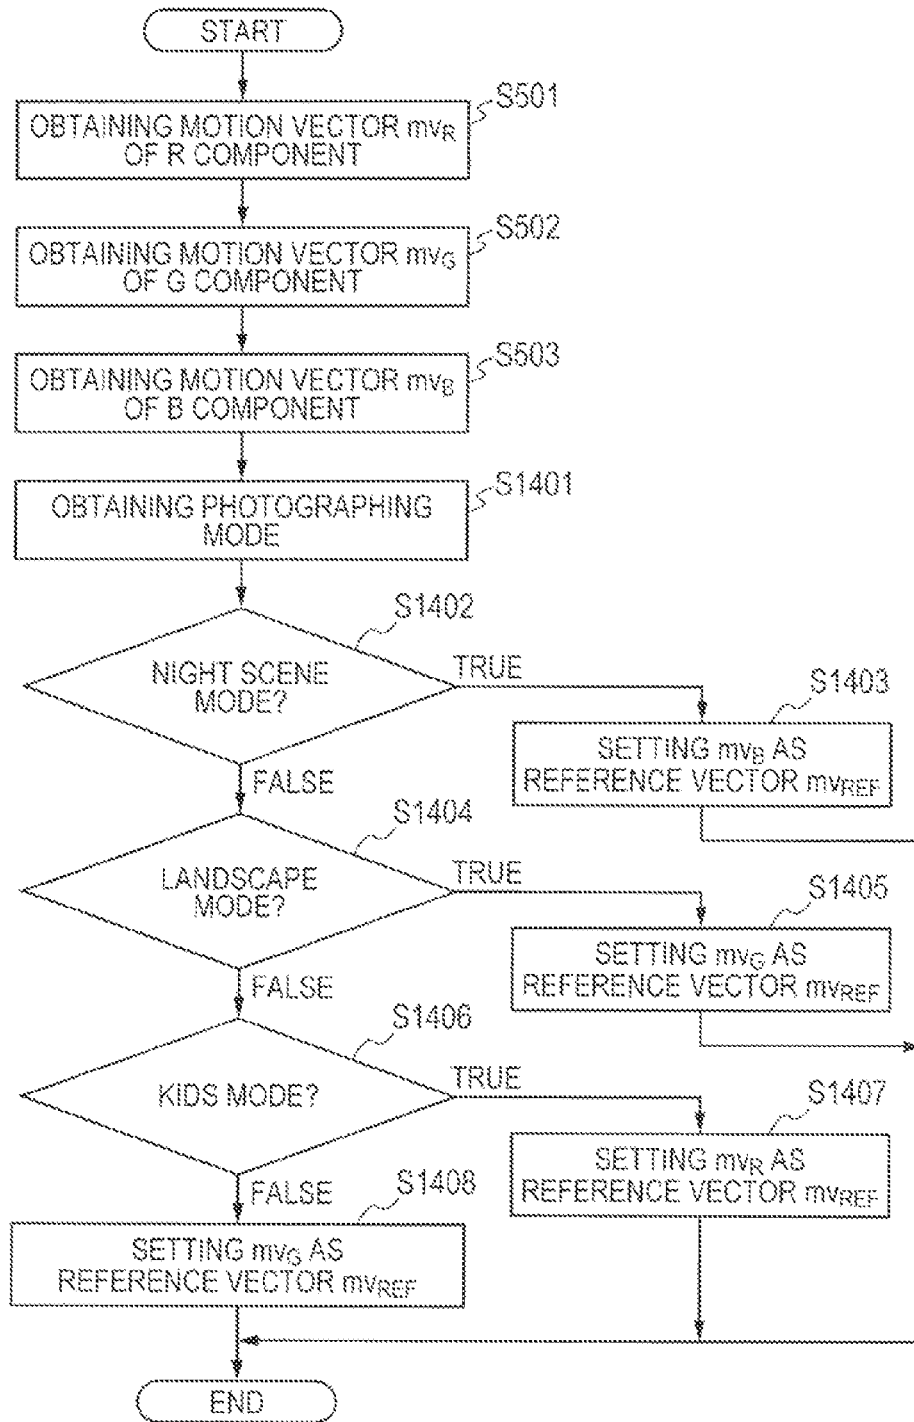 START
S501
OBTAINING MOTION VECTOR mvR
OF R COMPONENT
S502
OBTAINING MOTION VECTOR mvG
OF G COMPONENT
S503
OBTAINING MOTION VECTOR mvB
OF B COMPONENT
S1401
OBTAINING PHOTOGRAPHING
MODE
S1402
NIGHT SCENE
MODE?
TRUE
S1403
SETTING mvB AS
REFERENCE VECTOR mvREF
FALSE
S1404
LANDSCAPE
MODE?
TRUE
S1405
SETTING mvG AS
REFERENCE VECTOR mvREF
FALSE
S1406
KIDS MODE?
TRUE
S1407
SETTING mvR AS
REFERENCE VECTOR mvREF
FALSE
S1408
SETTING mvG AS
REFERENCE VECTOR mvREF
END